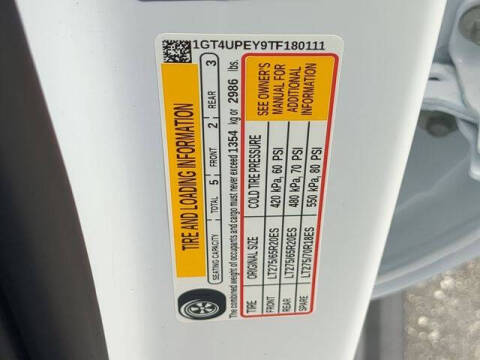 1GT4UPEY9TF180111
TIRE AND LOADING INFORMATION
SEATING CAPACITY TOTAL 5 FRONT 2 REAR 3
The combined weight of occupants and cargo must never exceed 1354 kg or 2986 lbs.
TIRE ORIGINAL SIZE COLD TIRE PRESSURE
FRONT LT275/65R20ES 420 kPa, 60 PSI
REAR LT275/65R20ES 480 kPa, 70 PSI
SPARE LT275/70R18ES 550 kPa, 80 PSI
SEE OWNER'S
MANUAL FOR
ADDITIONAL
INFORMATION